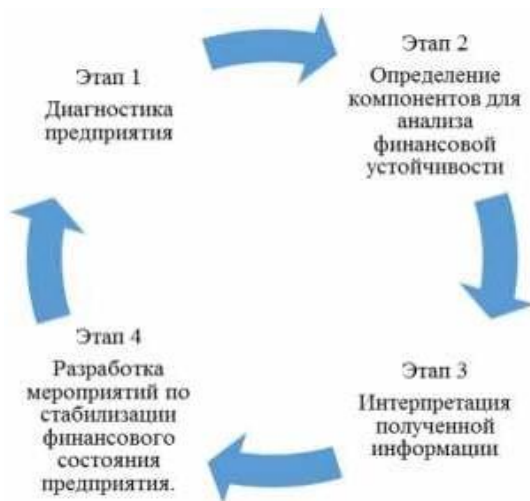 Этап 1
Диагностика
предприятия
Этап 2
Определение
компонентов для
анализа
финансовой
устойчивости
Этап 3
Интерпретация
полученной
информации
Этап 4
Разработка
мероприятий по
стабилизации
финансового
состояния
предприятия.